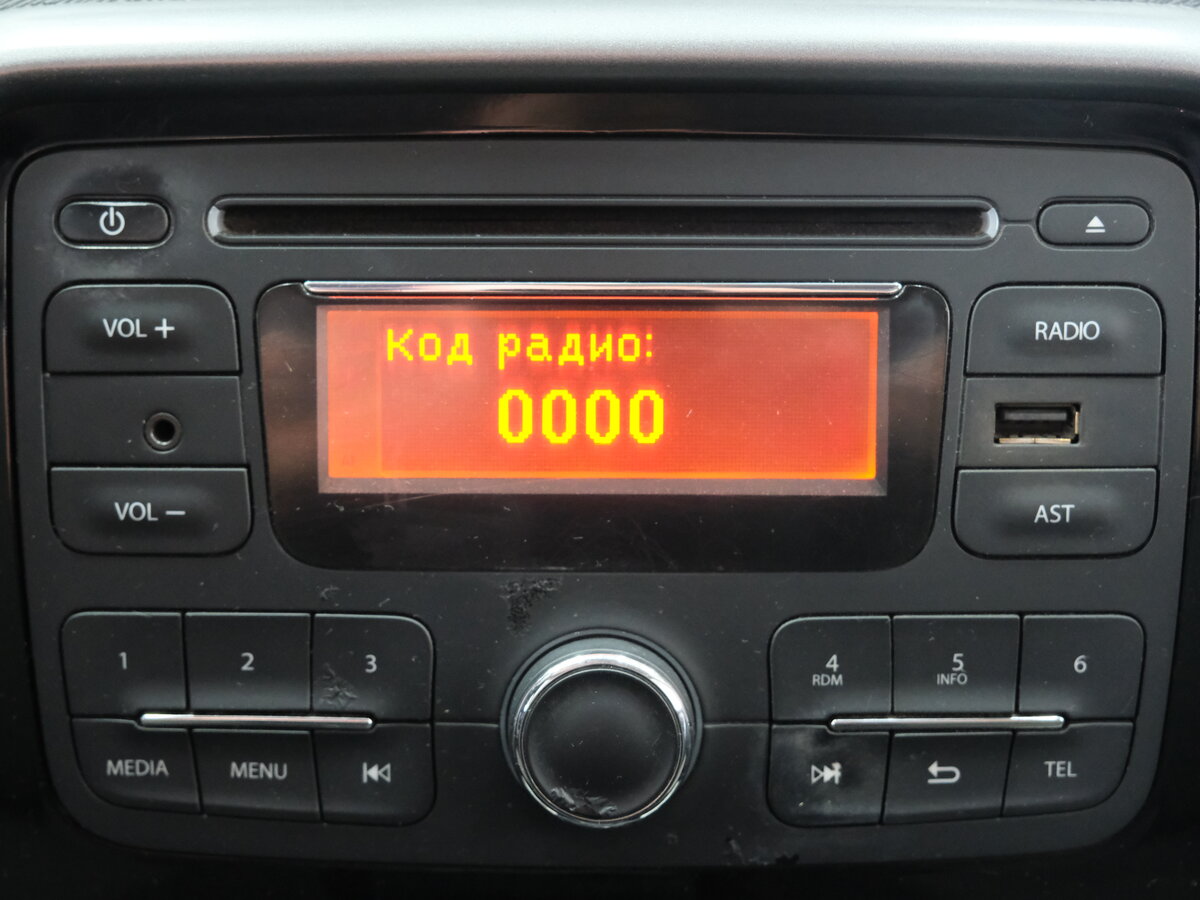 VOL +
Код радио:
0000
RADIO
VOL −
AST
1
2
3
4
RDM
5
INFO
6
MEDIA
MENU
TEL